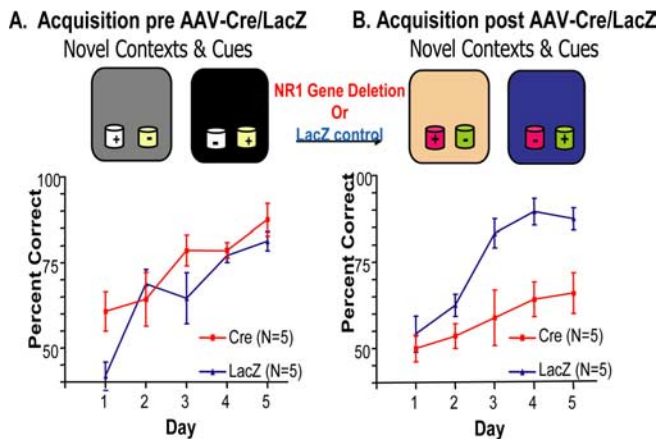 A. Acquisition pre AAV-Cre/LacZ
Novel Contexts & Cues
+
-
-
+
NR1 Gene Deletion
Or
LacZ control
B. Acquisition post AAV-Cre/LacZ
Novel Contexts & Cues
+
-
-
+
Percent Correct
100
75
50
Cre (N=5)
LacZ (N=5)
1 2 3 4 5
Day
Percent Correct
100
75
50
Cre (N=5)
LacZ (N=5)
1 2 3 4 5
Day